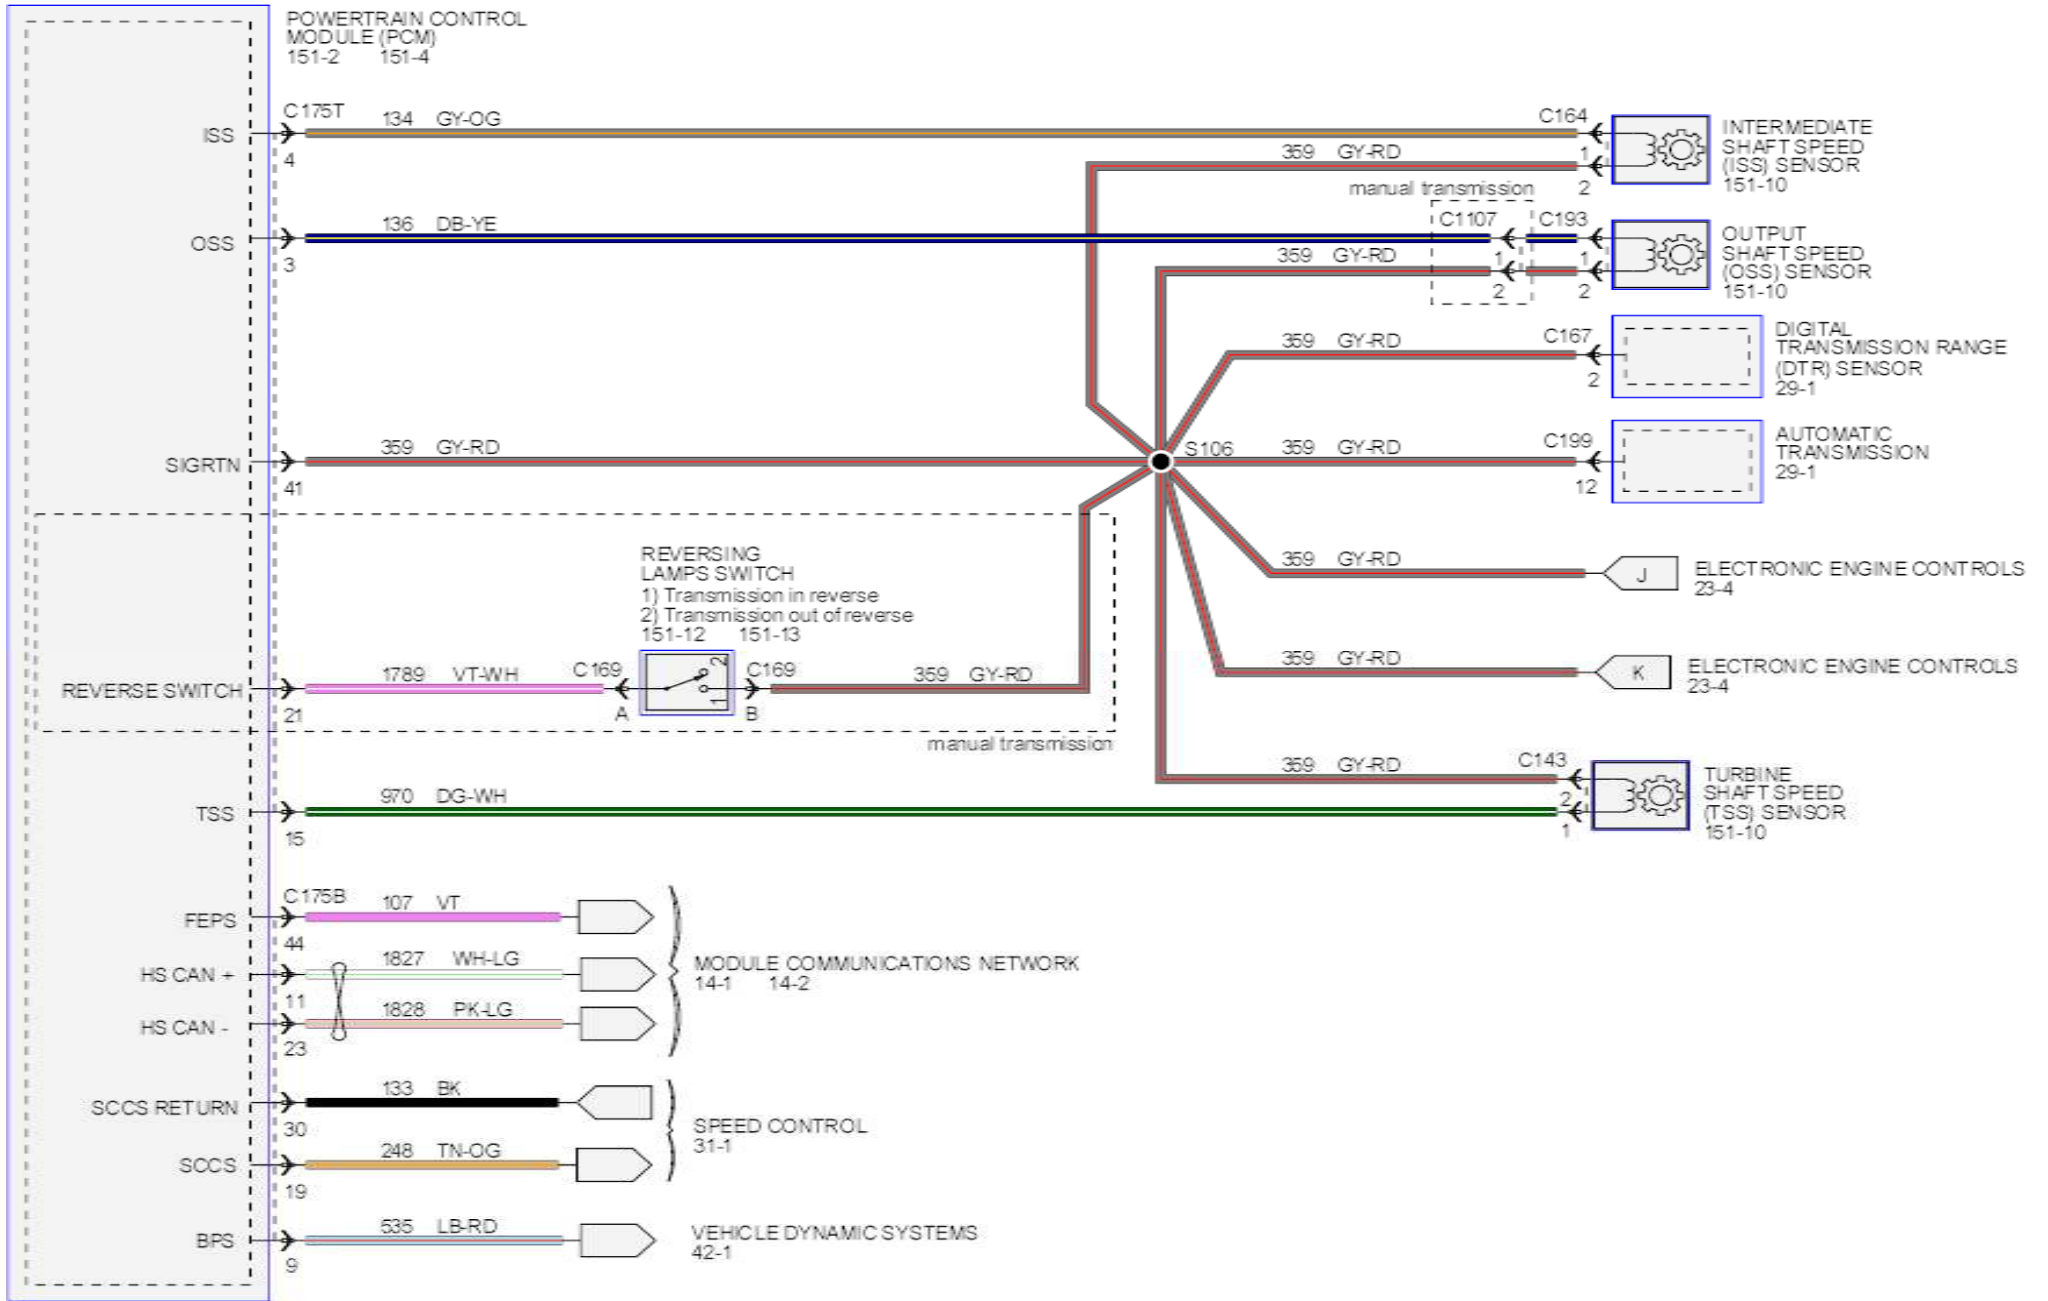 POWERTRAIN CONTROL
MODULE (PCM)
151-2 151-4
C175T
ISS
4
134 GY-OG
C164
1
359 GY-RD
2
INTERMEDIATE
SHAFT SPEED
(ISS) SENSOR
151-10
manual transmission
OSS
3
136 DB-YE
C1107
C193
1
1
359 GY-RD
2
2
OUTPUT
SHAFT SPEED
(OSS) SENSOR
151-10
359 GY-RD
C167
2
DIGITAL
TRANSMISSION RANGE
(DTR) SENSOR
29-1
SIGRTN
41
359 GY-RD
S106
359 GY-RD
C199
12
AUTOMATIC
TRANSMISSION
29-1
REVERSING
LAMPS SWITCH
1) Transmission in reverse
2) Transmission out of reverse
151-12 151-13
359 GY-RD
J
ELECTRONIC ENGINE CONTROLS
23-4
REVERSE SWITCH
21
1789 VT-WH
C169
A
2
1
C169
B
359 GY-RD
359 GY-RD
K
ELECTRONIC ENGINE CONTROLS
23-4
manual transmission
359 GY-RD
C143
2
TSS
15
970 DG-WH
1
TURBINE
SHAFT SPEED
(TSS) SENSOR
151-10
C175B
FEPS
44
107 VT
HS CAN +
11
1827 WH-LG
MODULE COMMUNICATIONS NETWORK
14-1 14-2
HS CAN -
23
1828 PK-LG
SCCS RETURN
30
133 BK
SPEED CONTROL
31-1
SCCS
19
248 TN-OG
BPS
9
535 LB-RD
VEHICLE DYNAMIC SYSTEMS
42-1